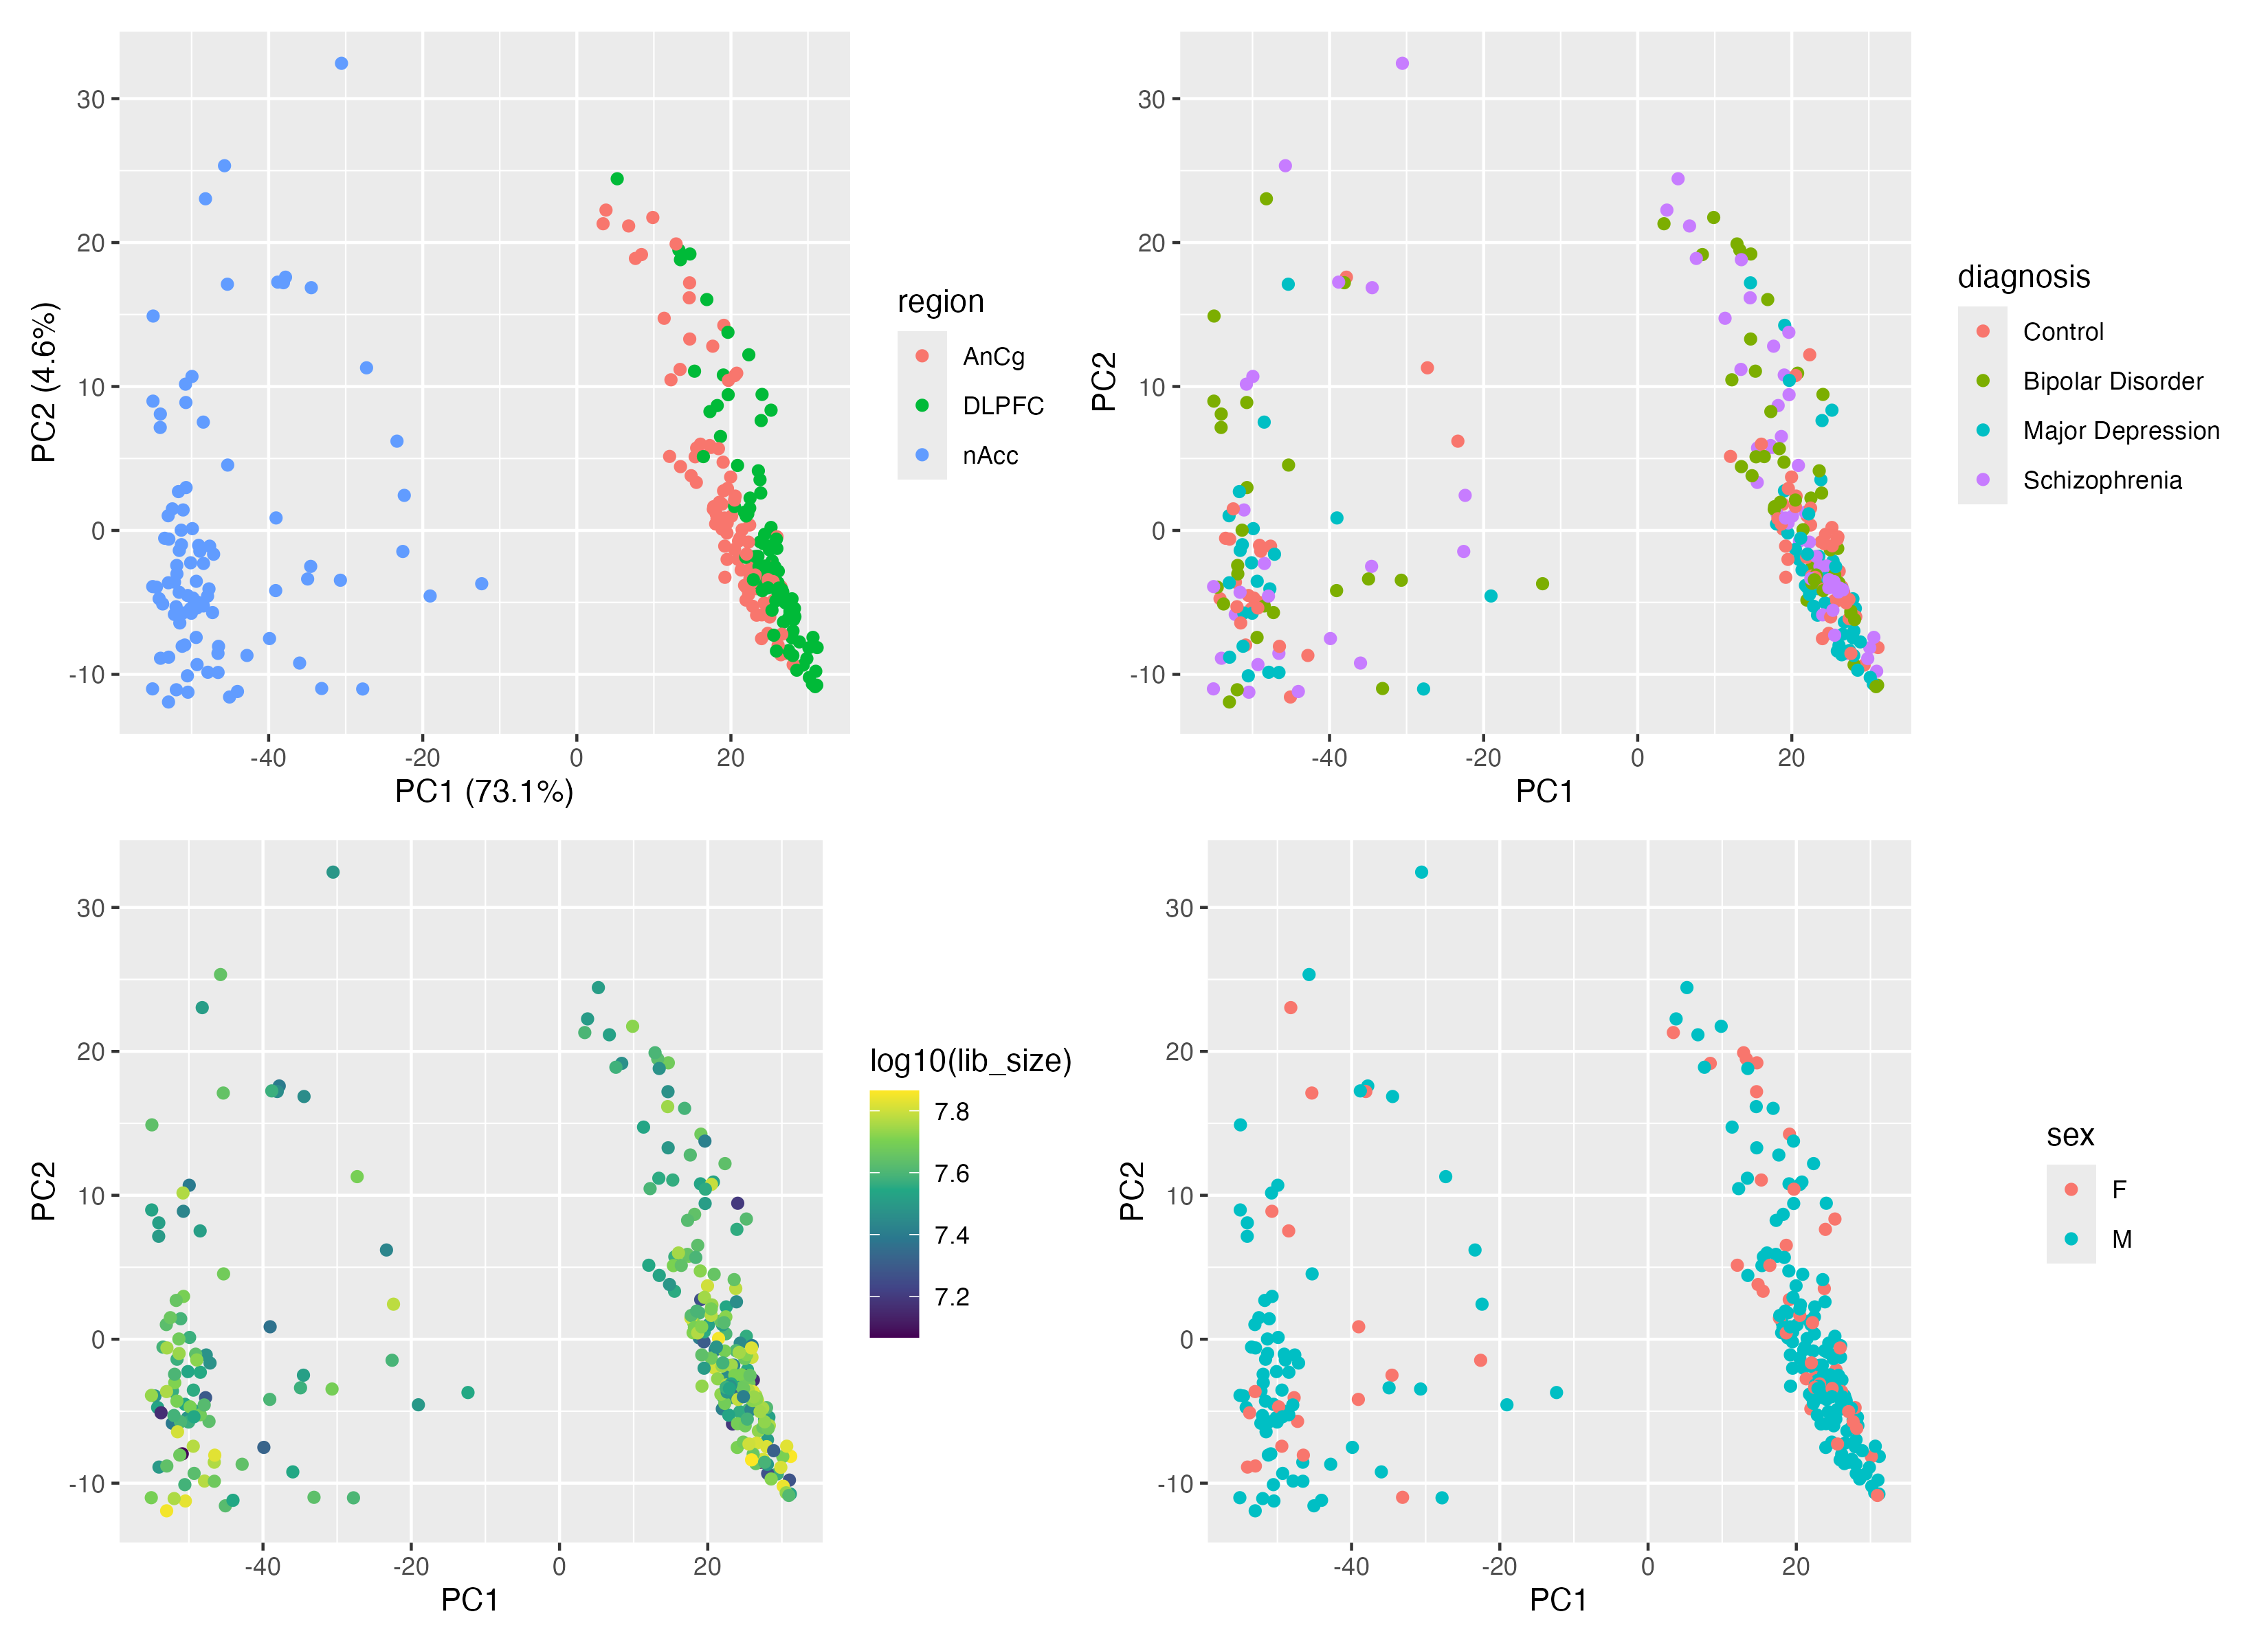 30
20
10
0
-10
PC2 (4.6%)
-40
-20
0
20
PC1 (73.1%)
region
AnCg
DLPFC
nAcc
30
20
10
0
-10
PC2
-40
-20
0
20
PC1
diagnosis
Control
Bipolar Disorder
Major Depression
Schizophrenia
30
20
10
0
-10
PC2
-40
-20
0
20
PC1
log10(lib_size)
7.8
7.6
7.4
7.2
30
20
10
0
-10
PC2
-40
-20
0
20
PC1
sex
F
M